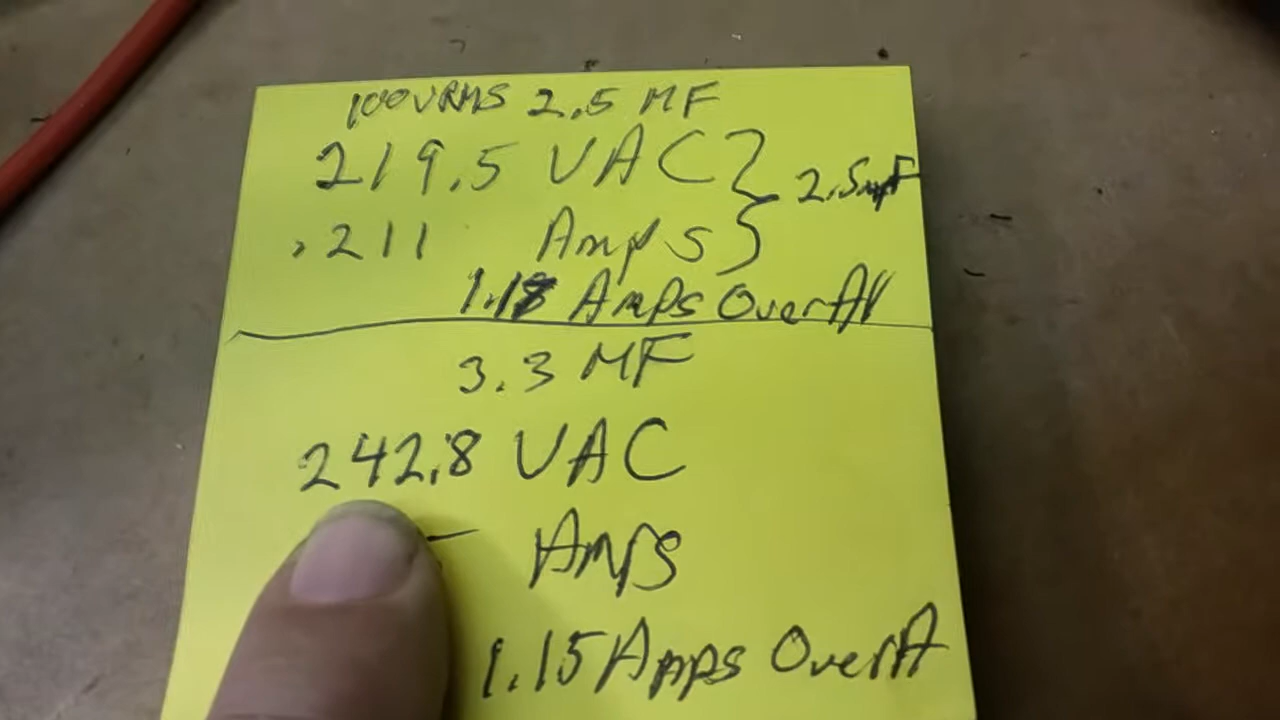 100VRMS 2.5 MF
219.5 VAC } 2.5mF
.211 Amps }
1.18 Amps OverAll
3.3 MF
242.8 VAC
Amps
1.15 Amps OverA